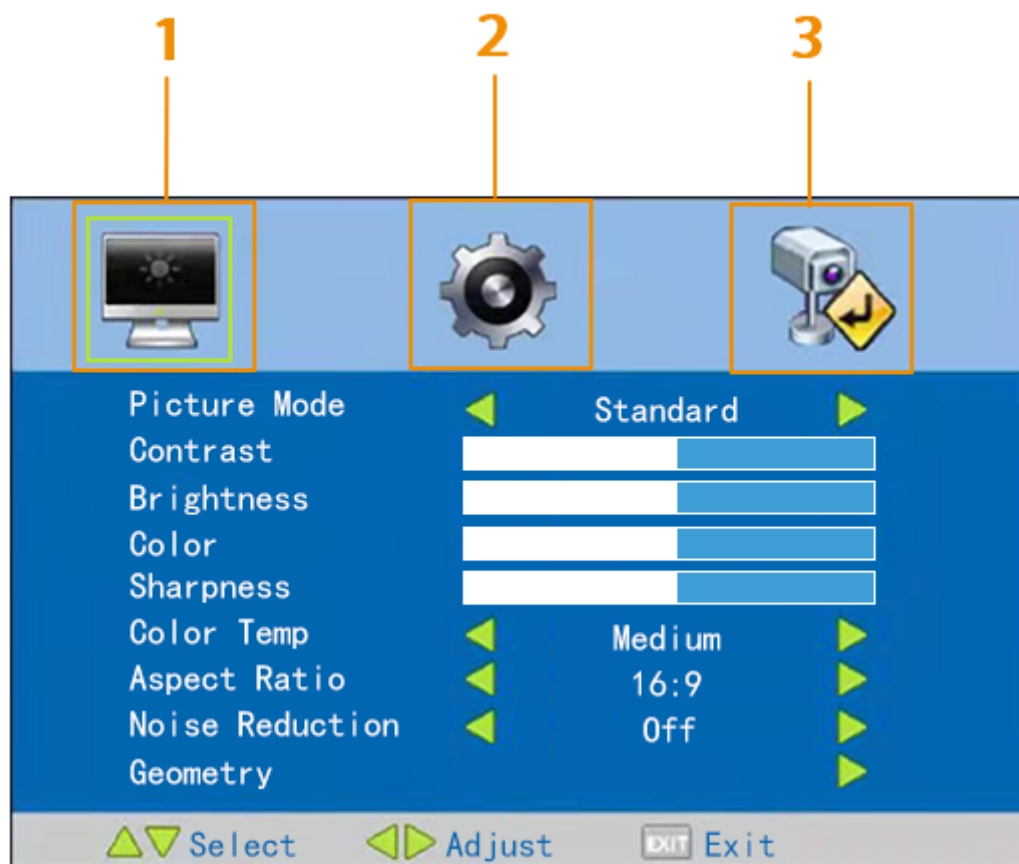 1 2 3
Picture Mode Standard
Contrast
Brightness
Color
Sharpness
Color Temp Medium
Aspect Ratio 16:9
Noise Reduction Off
Geometry
Select Adjust EXIT Exit